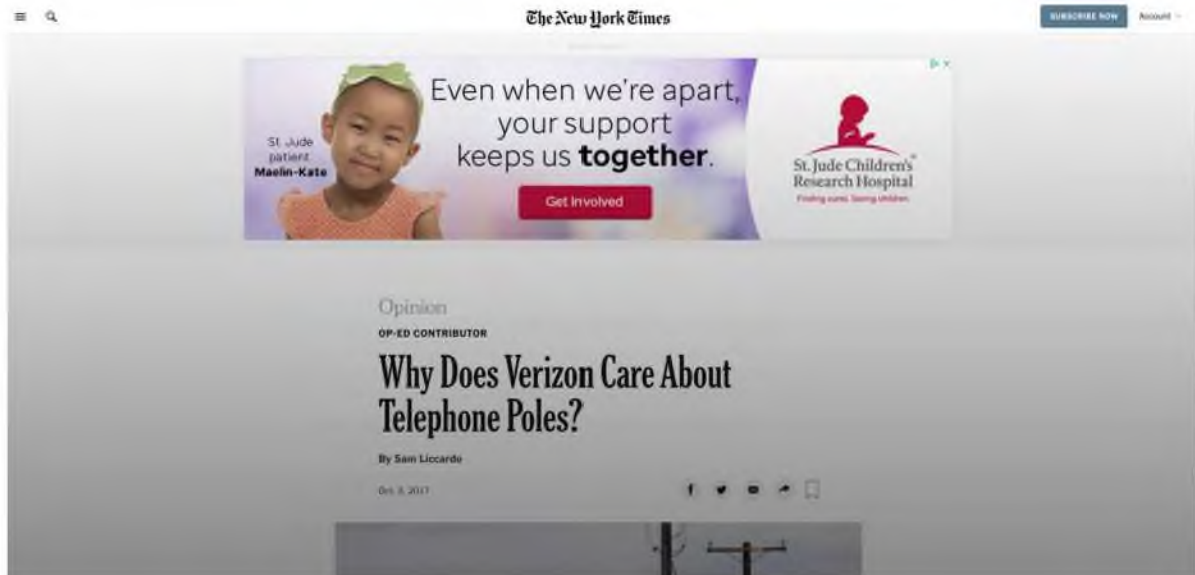 The New York Times
SUBSCRIBE NOW
Account
Even when we're apart,
your support
keeps us together.
St. Jude
patient
Maelin-Kate
Get Involved
St. Jude Children's
Research Hospital
Finding cures. Saving children.
Opinion
OP-ED CONTRIBUTOR
Why Does Verizon Care About
Telephone Poles?
By Sam Liccardo
Oct. 3, 2017